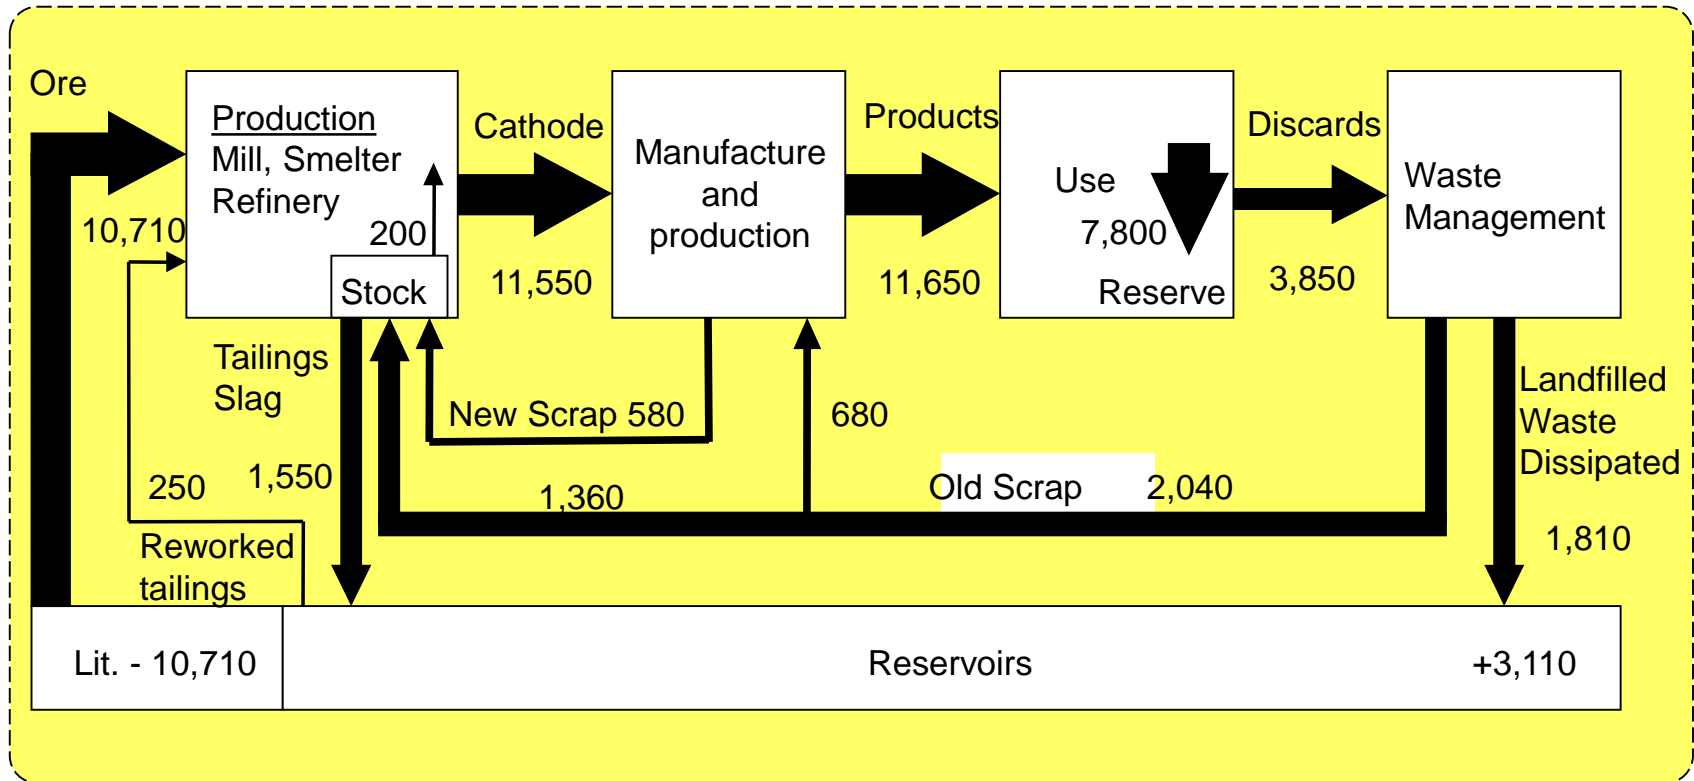 Ore
Production
Mill, Smelter
Refinery
10,710
200
Stock
Cathode
11,550
Manufacture
and
production
Products
11,650
Use
7,800
Reserve
Discards
3,850
Waste
Management
Tailings
Slag
New Scrap 580
680
Landfilled
Waste
Dissipated
250
1,550
1,360
Old Scrap
2,040
1,810
Reworked
tailings
Lit. - 10,710
Reservoirs
+3,110